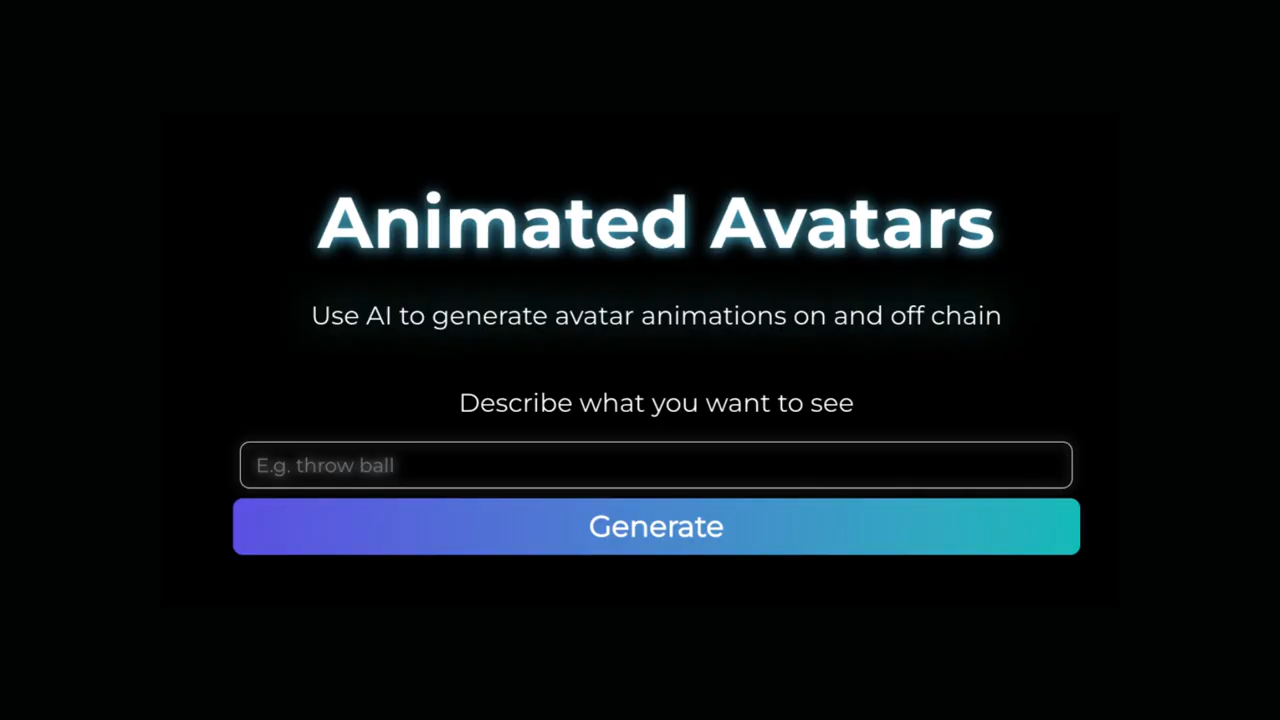 Animated Avatars
Use AI to generate avatar animations on and off chain
Describe what you want to see
E.g. throw ball
Generate